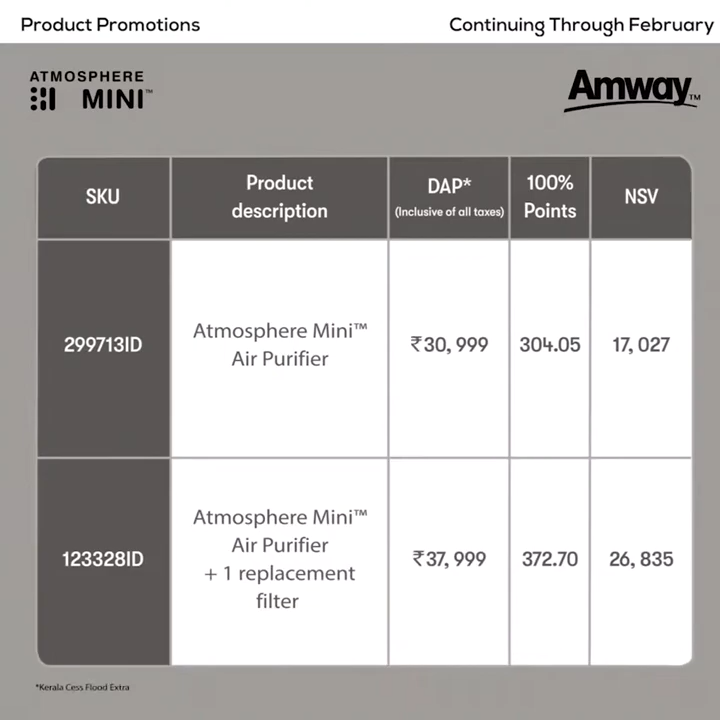 Product Promotions
Continuing Through February
ATMOSPHERE
MINI™
Amway™
SKU
Product
description
DAP*
(Inclusive of all taxes)
100%
Points
NSV
299713ID
Atmosphere Mini™
Air Purifier
₹30, 999
304.05
17, 027
123328ID
Atmosphere Mini™
Air Purifier
+ 1 replacement
filter
₹37, 999
372.70
26, 835
*Kerala Cess Flood Extra